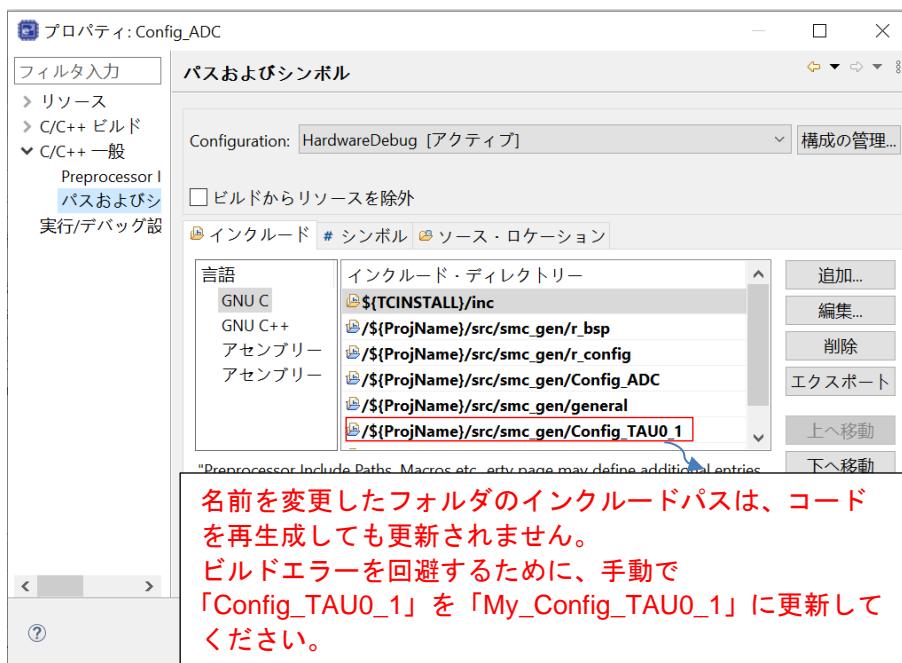 プロパティ: Config_ADC
フィルタ入力
パスおよびシンボル
リソース
C/C++ ビルド
C/C++ 一般
Preprocessor I
パスおよびシ
実行/デバッグ設
Configuration: HardwareDebug [アクティブ]
構成の管理...
ビルドからリソースを除外
インクルード # シンボル ソース・ロケーション
言語
GNU C
GNU C++
アセンブリー
アセンブリー
インクルード・ディレクトリー
${TCINSTALL}/inc
/${ProjName}/src/smc_gen/r_bsp
/${ProjName}/src/smc_gen/r_config
/${ProjName}/src/smc_gen/Config_ADC
/${ProjName}/src/smc_gen/general
/${ProjName}/src/smc_gen/Config_TAU0_1
追加...
編集...
削除
エクスポート
上へ移動
下へ移動
"Preprocessor Include Paths, Macros etc. erty page may define additional entries
名前を変更したフォルダのインクルードパスは、コード
を再生成しても更新されません。
ビルドエラーを回避するために、手動で
「Config_TAU0_1」を「My_Config_TAU0_1」に更新して
ください。